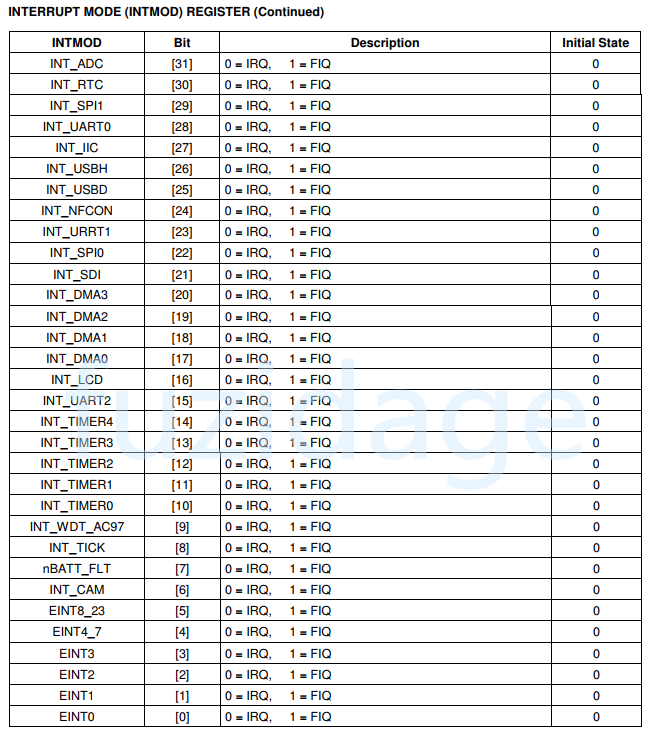 INTERRUPT MODE (INTMOD) REGISTER (Continued)
INTMOD Bit Description Initial State
INT_ADC [31] 0 = IRQ, 1 = FIQ 0
INT_RTC [30] 0 = IRQ, 1 = FIQ 0
INT_SPI1 [29] 0 = IRQ, 1 = FIQ 0
INT_UART0 [28] 0 = IRQ, 1 = FIQ 0
INT_IIC [27] 0 = IRQ, 1 = FIQ 0
INT_USBH [26] 0 = IRQ, 1 = FIQ 0
INT_USBD [25] 0 = IRQ, 1 = FIQ 0
INT_NFCON [24] 0 = IRQ, 1 = FIQ 0
INT_URRT1 [23] 0 = IRQ, 1 = FIQ 0
INT_SPI0 [22] 0 = IRQ, 1 = FIQ 0
INT_SDI [21] 0 = IRQ, 1 = FIQ 0
INT_DMA3 [20] 0 = IRQ, 1 = FIQ 0
INT_DMA2 [19] 0 = IRQ, 1 = FIQ 0
INT_DMA1 [18] 0 = IRQ, 1 = FIQ 0
INT_DMA0 [17] 0 = IRQ, 1 = FIQ 0
INT_LCD [16] 0 = IRQ, 1 = FIQ 0
INT_UART2 [15] 0 = IRQ, 1 = FIQ 0
INT_TIMER4 [14] 0 = IRQ, 1 = FIQ 0
INT_TIMER3 [13] 0 = IRQ, 1 = FIQ 0
INT_TIMER2 [12] 0 = IRQ, 1 = FIQ 0
INT_TIMER1 [11] 0 = IRQ, 1 = FIQ 0
INT_TIMER0 [10] 0 = IRQ, 1 = FIQ 0
INT_WDT_AC97 [9] 0 = IRQ, 1 = FIQ 0
INT_TICK [8] 0 = IRQ, 1 = FIQ 0
nBATT_FLT [7] 0 = IRQ, 1 = FIQ 0
INT_CAM [6] 0 = IRQ, 1 = FIQ 0
EINT8_23 [5] 0 = IRQ, 1 = FIQ 0
EINT4_7 [4] 0 = IRQ, 1 = FIQ 0
EINT3 [3] 0 = IRQ, 1 = FIQ 0
EINT2 [2] 0 = IRQ, 1 = FIQ 0
EINT1 [1] 0 = IRQ, 1 = FIQ 0
EINT0 [0] 0 = IRQ, 1 = FIQ 0
fuzidage